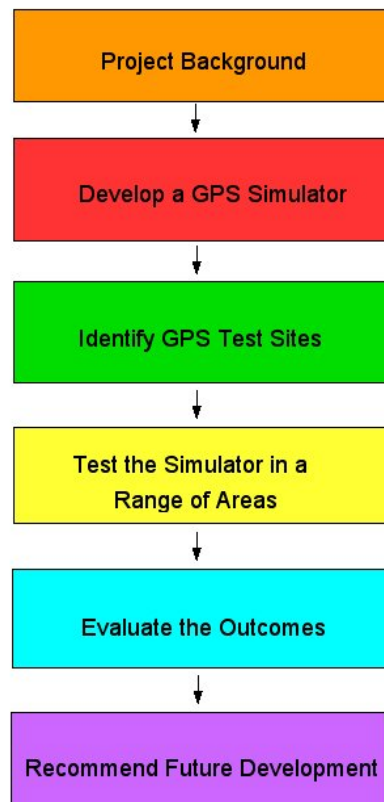 Project Background
Develop a GPS Simulator
Identify GPS Test Sites
Test the Simulator in a
Range of Areas
Evaluate the Outcomes
Recommend Future Development